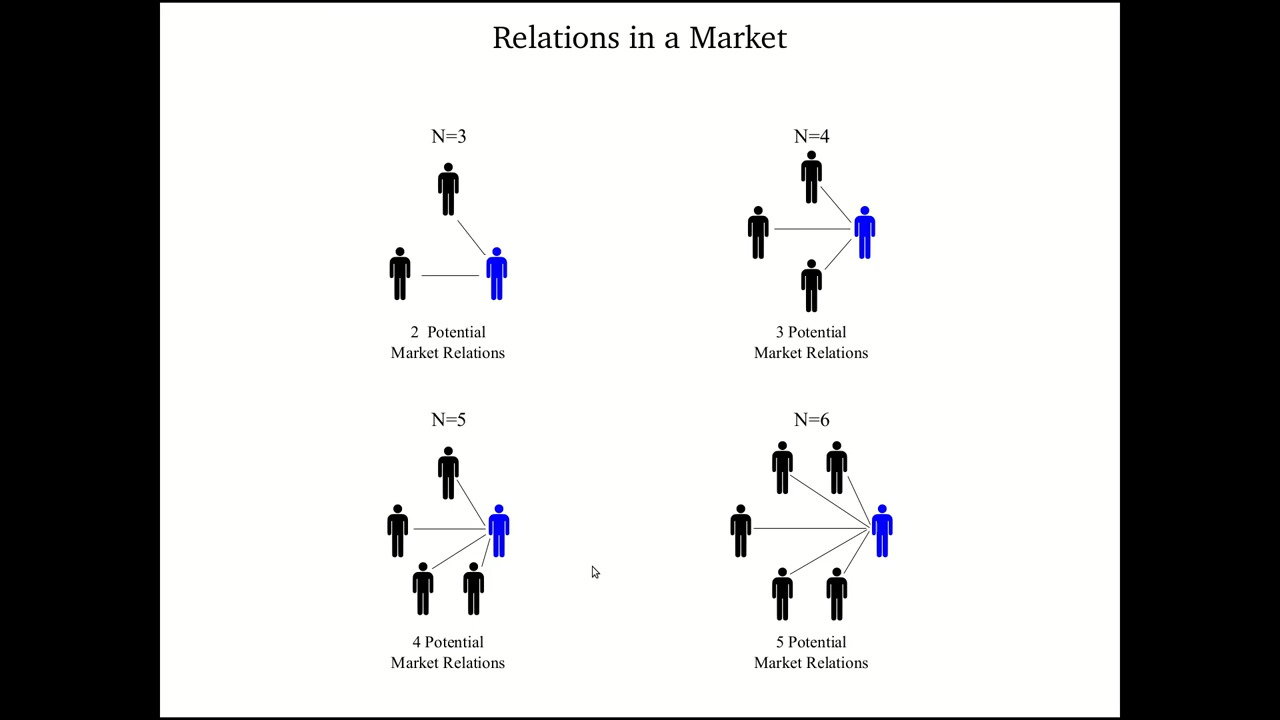 Relations in a Market
N=3
2 Potential
Market Relations
N=4
3 Potential
Market Relations
N=5
4 Potential
Market Relations
N=6
5 Potential
Market Relations